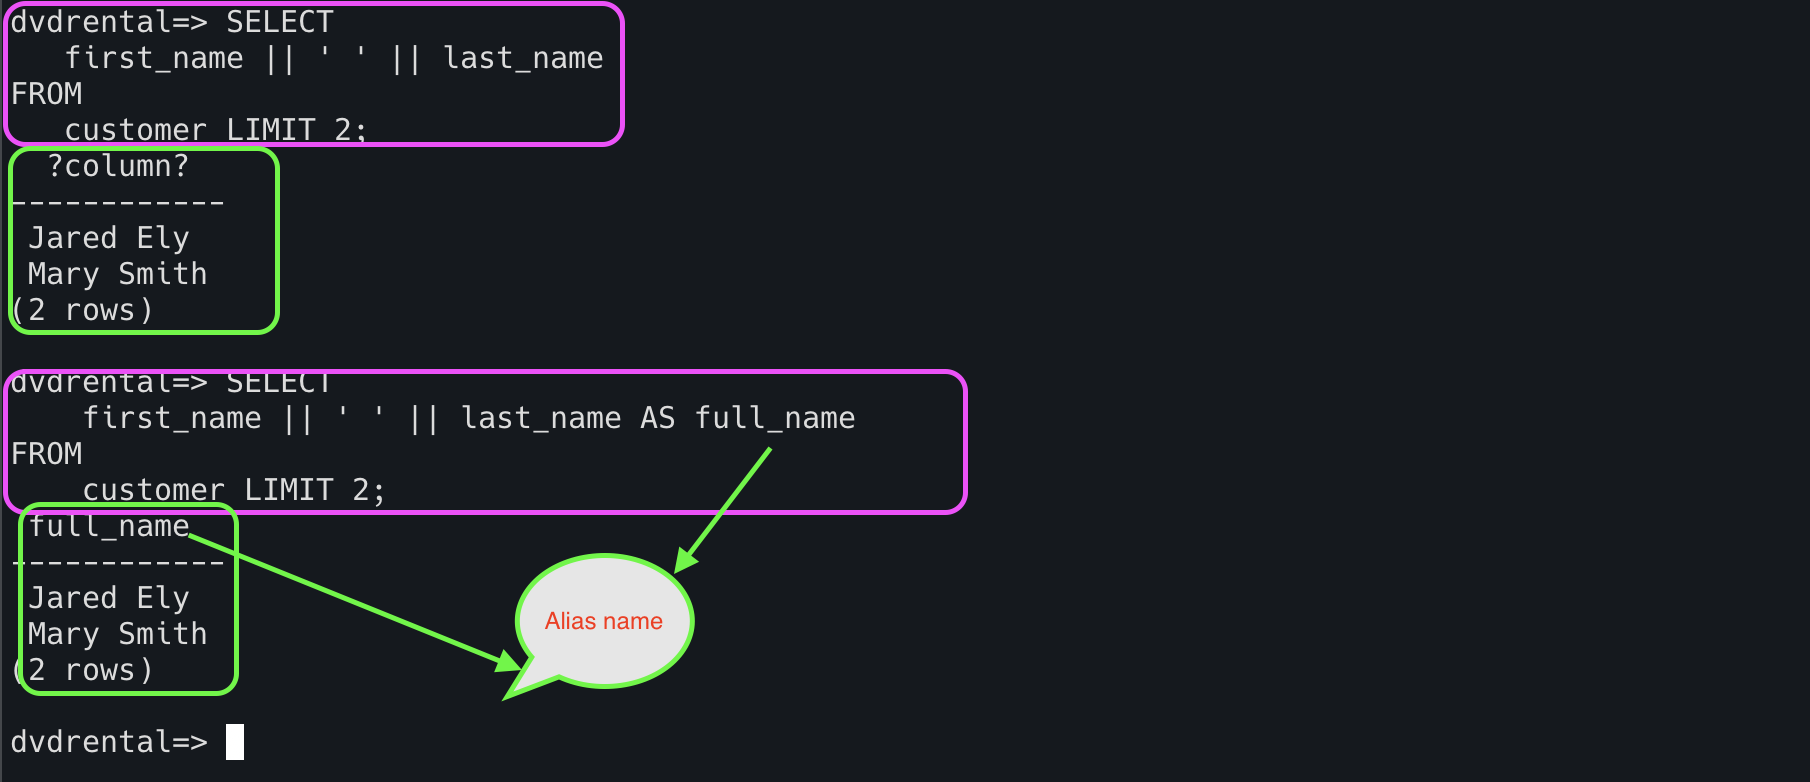 dvdrental=> SELECT
   first_name || ' ' || last_name
FROM
   customer LIMIT 2;
  ?column?
------------
 Jared Ely
 Mary Smith
(2 rows)

dvdrental=> SELECT
    first_name || ' ' || last_name AS full_name
FROM
    customer LIMIT 2;
 full_name
------------
 Jared Ely
 Mary Smith
(2 rows)
Alias name

dvdrental=>